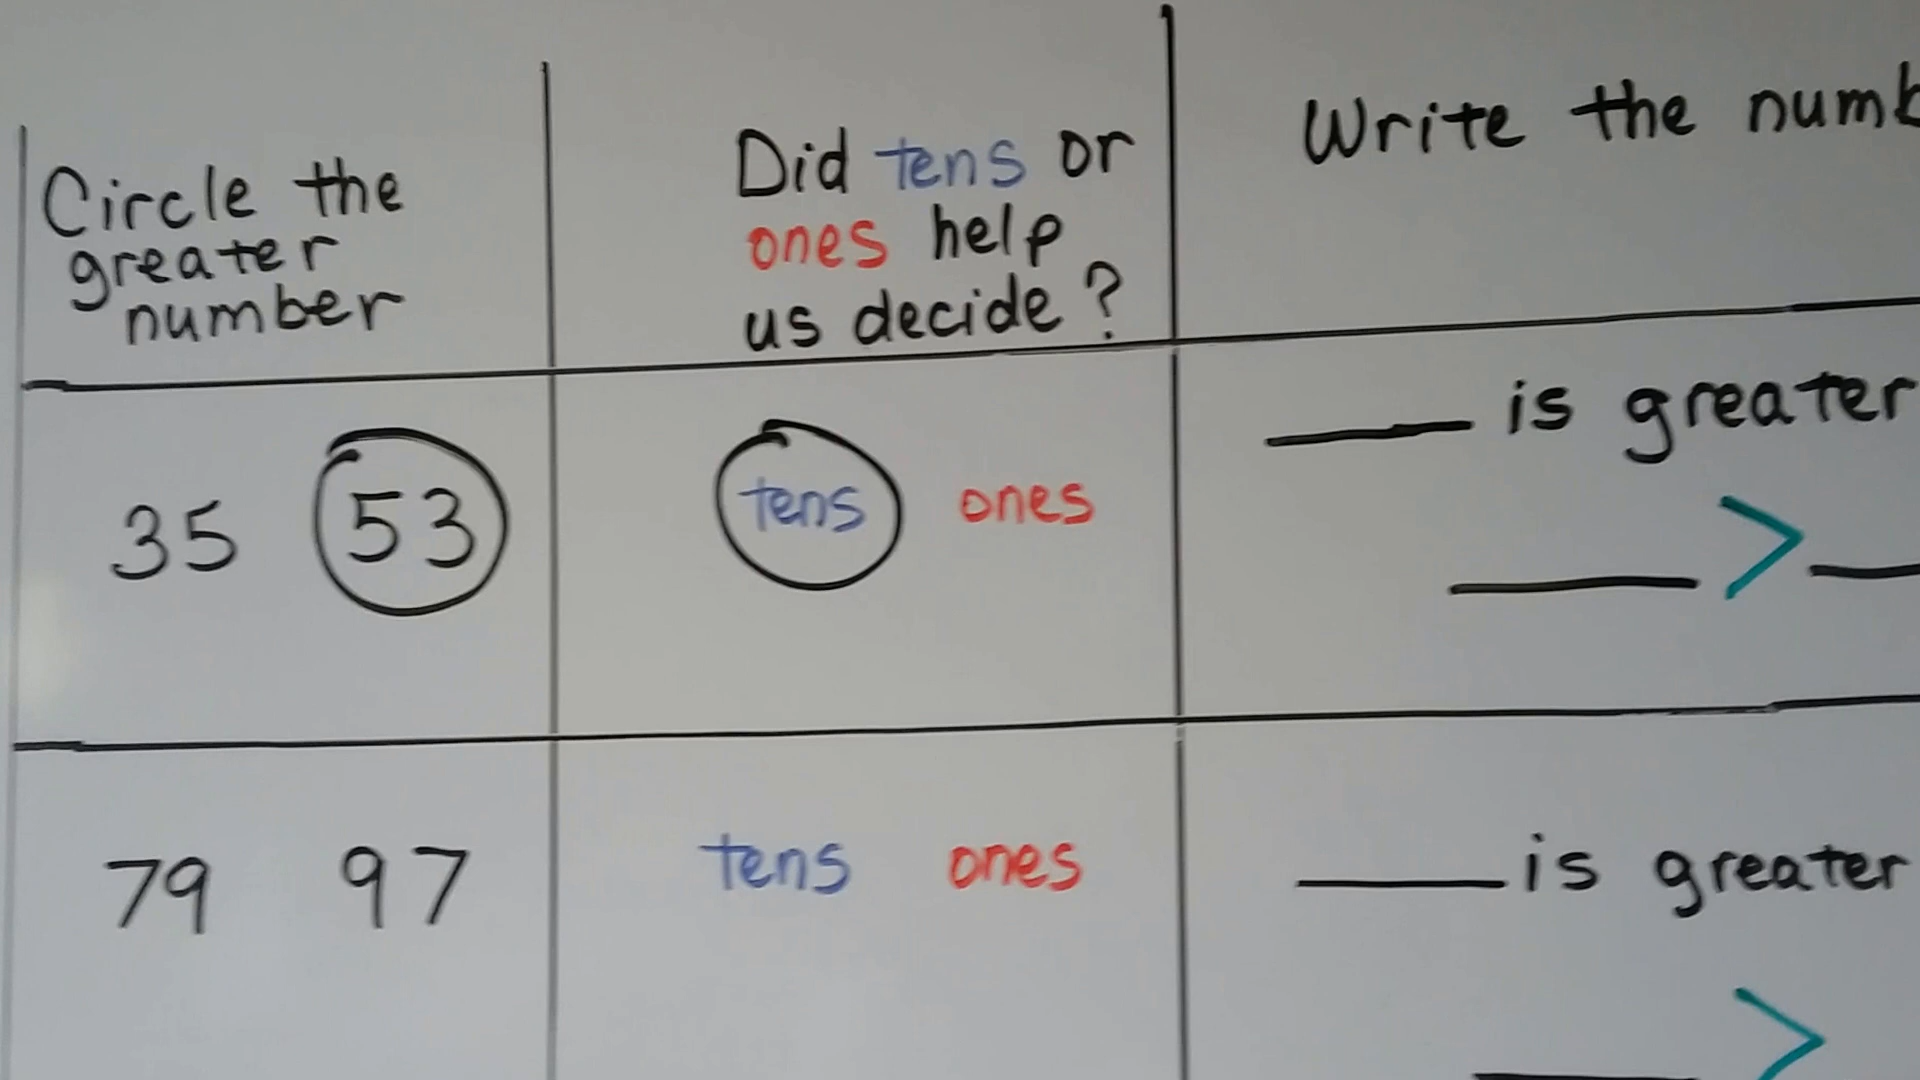 Circle the
greater
number
Did tens or
ones help
us decide?
Write the
35 53
tens ones
is greater
>
79 97
tens ones
is greater
>